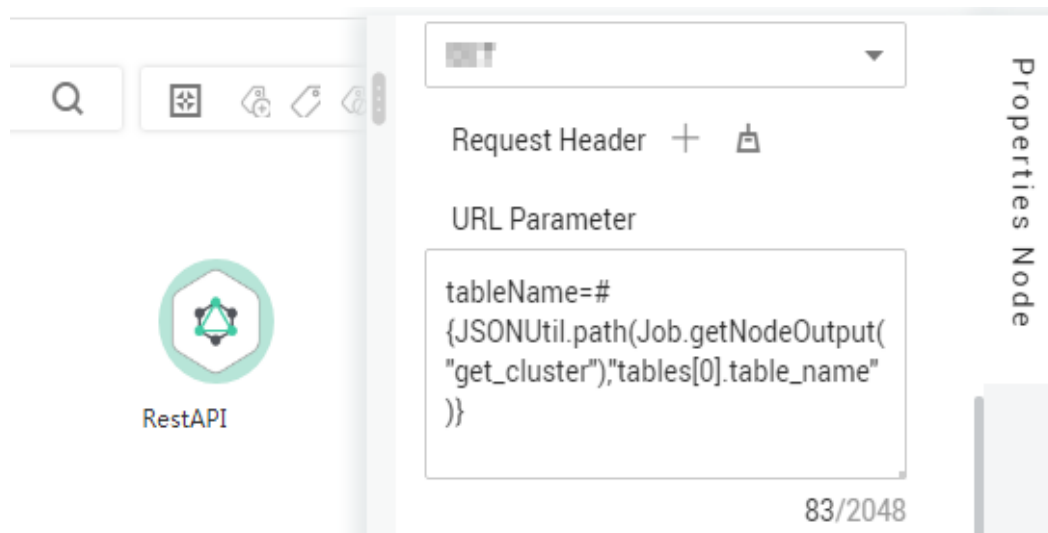 Request Header
URL Parameter
tableName=#
{JSONUtil.path(Job.getNodeOutput(
"get_cluster"),"tables[0].table_name"
)}
83/2048
RestAPI
Properties Node